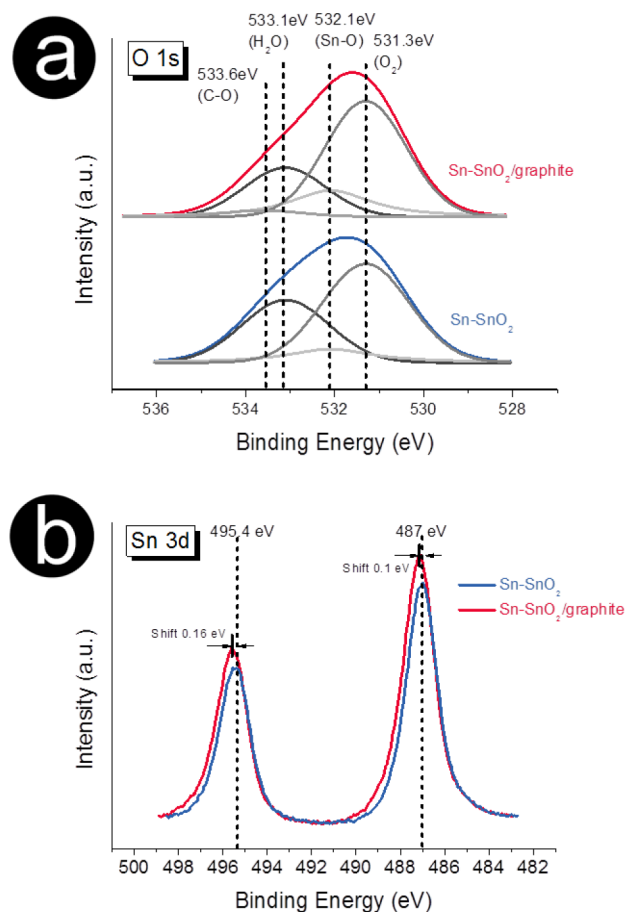 a
O 1s
533.1eV
(H₂O)
532.1eV
(Sn-O)
531.3eV
(O₂)
533.6eV
(C-O)
Sn-SnO₂/graphite
Sn-SnO₂
Intensity (a.u.)
536 534 532 530 528
Binding Energy (eV)
b
Sn 3d
495.4 eV
487 eV
Shift 0.1 eV
Shift 0.16 eV
Sn-SnO₂
Sn-SnO₂/graphite
Intensity (a.u.)
500 498 496 494 492 490 488 486 484 482
Binding Energy (eV)